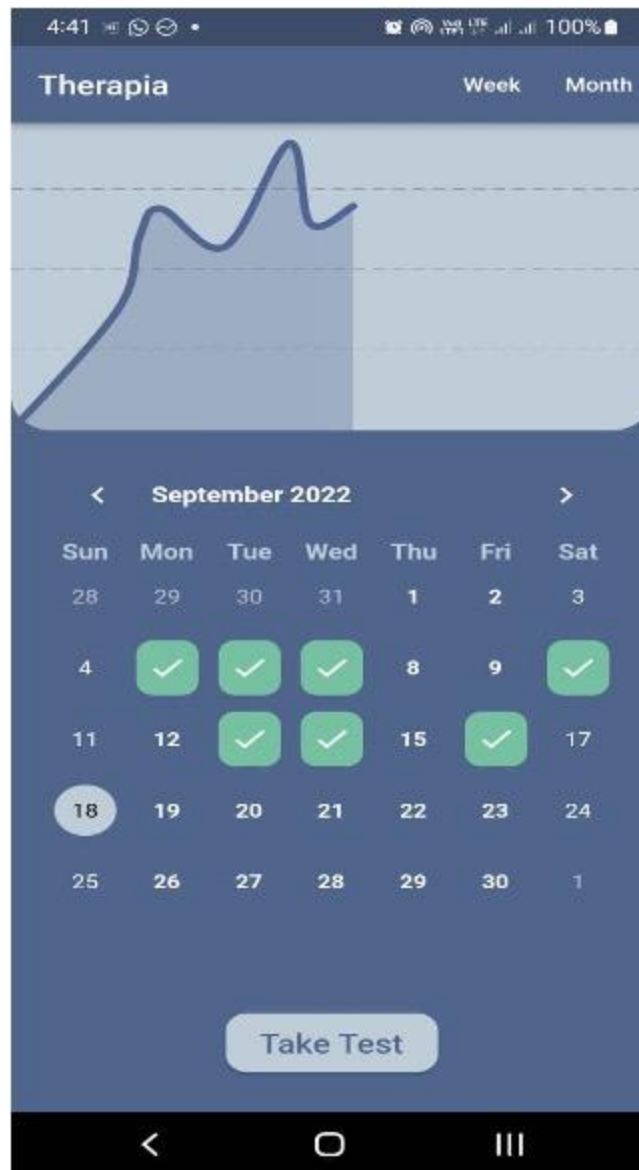 4:41 100%
Therapia Week Month
September 2022
Sun Mon Tue Wed Thu Fri Sat
28 29 30 31 1 2 3
4 8 9
11 12 15 17
18 19 20 21 22 23 24
25 26 27 28 29 30 1
Take Test